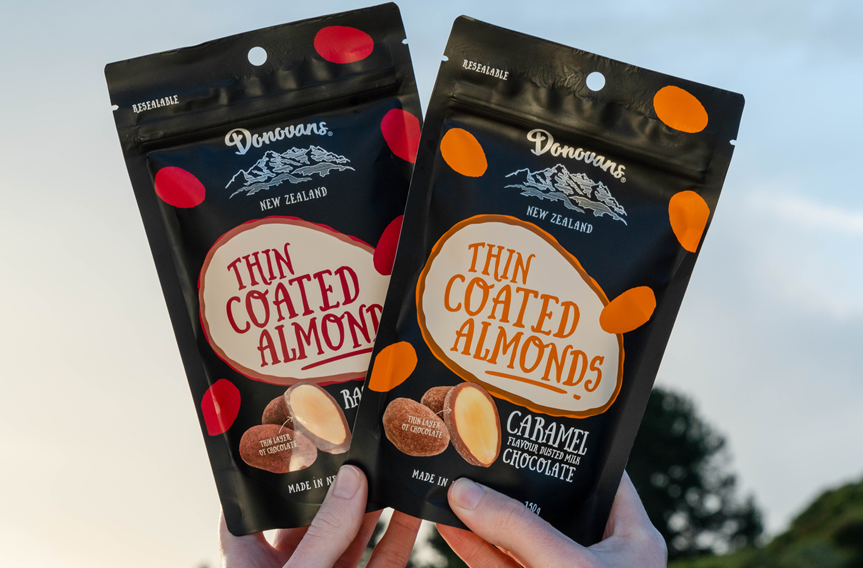 RESEALABLE
Donovans
NEW ZEALAND
THIN
COATED
ALMOND
THIN LAYER
OF CHOCOLATE
MADE IN
RESEALABLE
Donovans
NEW ZEALAND
THIN
COATED
ALMONDS
THIN LAYER
OF CHOCOLATE
CARAMEL
FLAVOUR DUSTED MILK
CHOCOLATE
MADE IN
150g